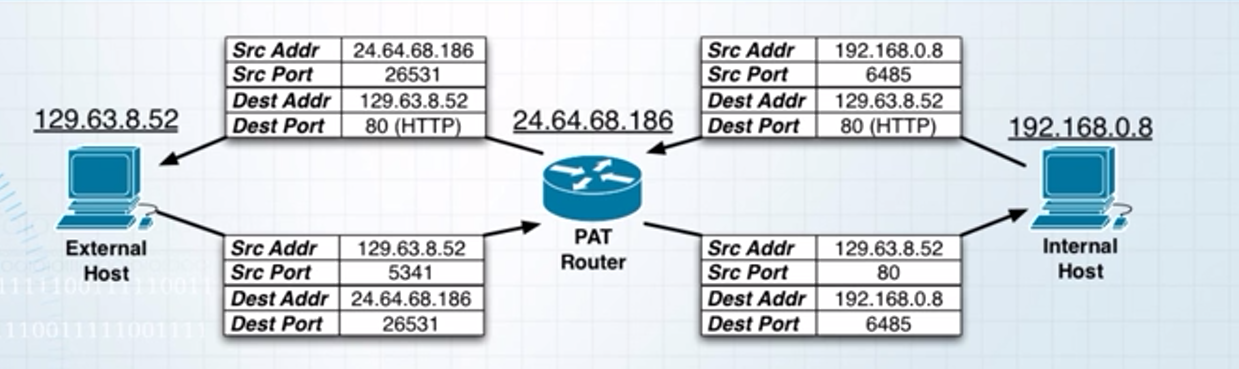 Src Addr 24.64.68.186
Src Port 26531
Dest Addr 129.63.8.52
Dest Port 80 (HTTP)
Src Addr 192.168.0.8
Src Port 6485
Dest Addr 129.63.8.52
Dest Port 80 (HTTP)
129.63.8.52
24.64.68.186
192.168.0.8
External
Host
PAT
Router
Internal
Host
Src Addr 129.63.8.52
Src Port 5341
Dest Addr 24.64.68.186
Dest Port 26531
Src Addr 129.63.8.52
Src Port 80
Dest Addr 192.168.0.8
Dest Port 6485